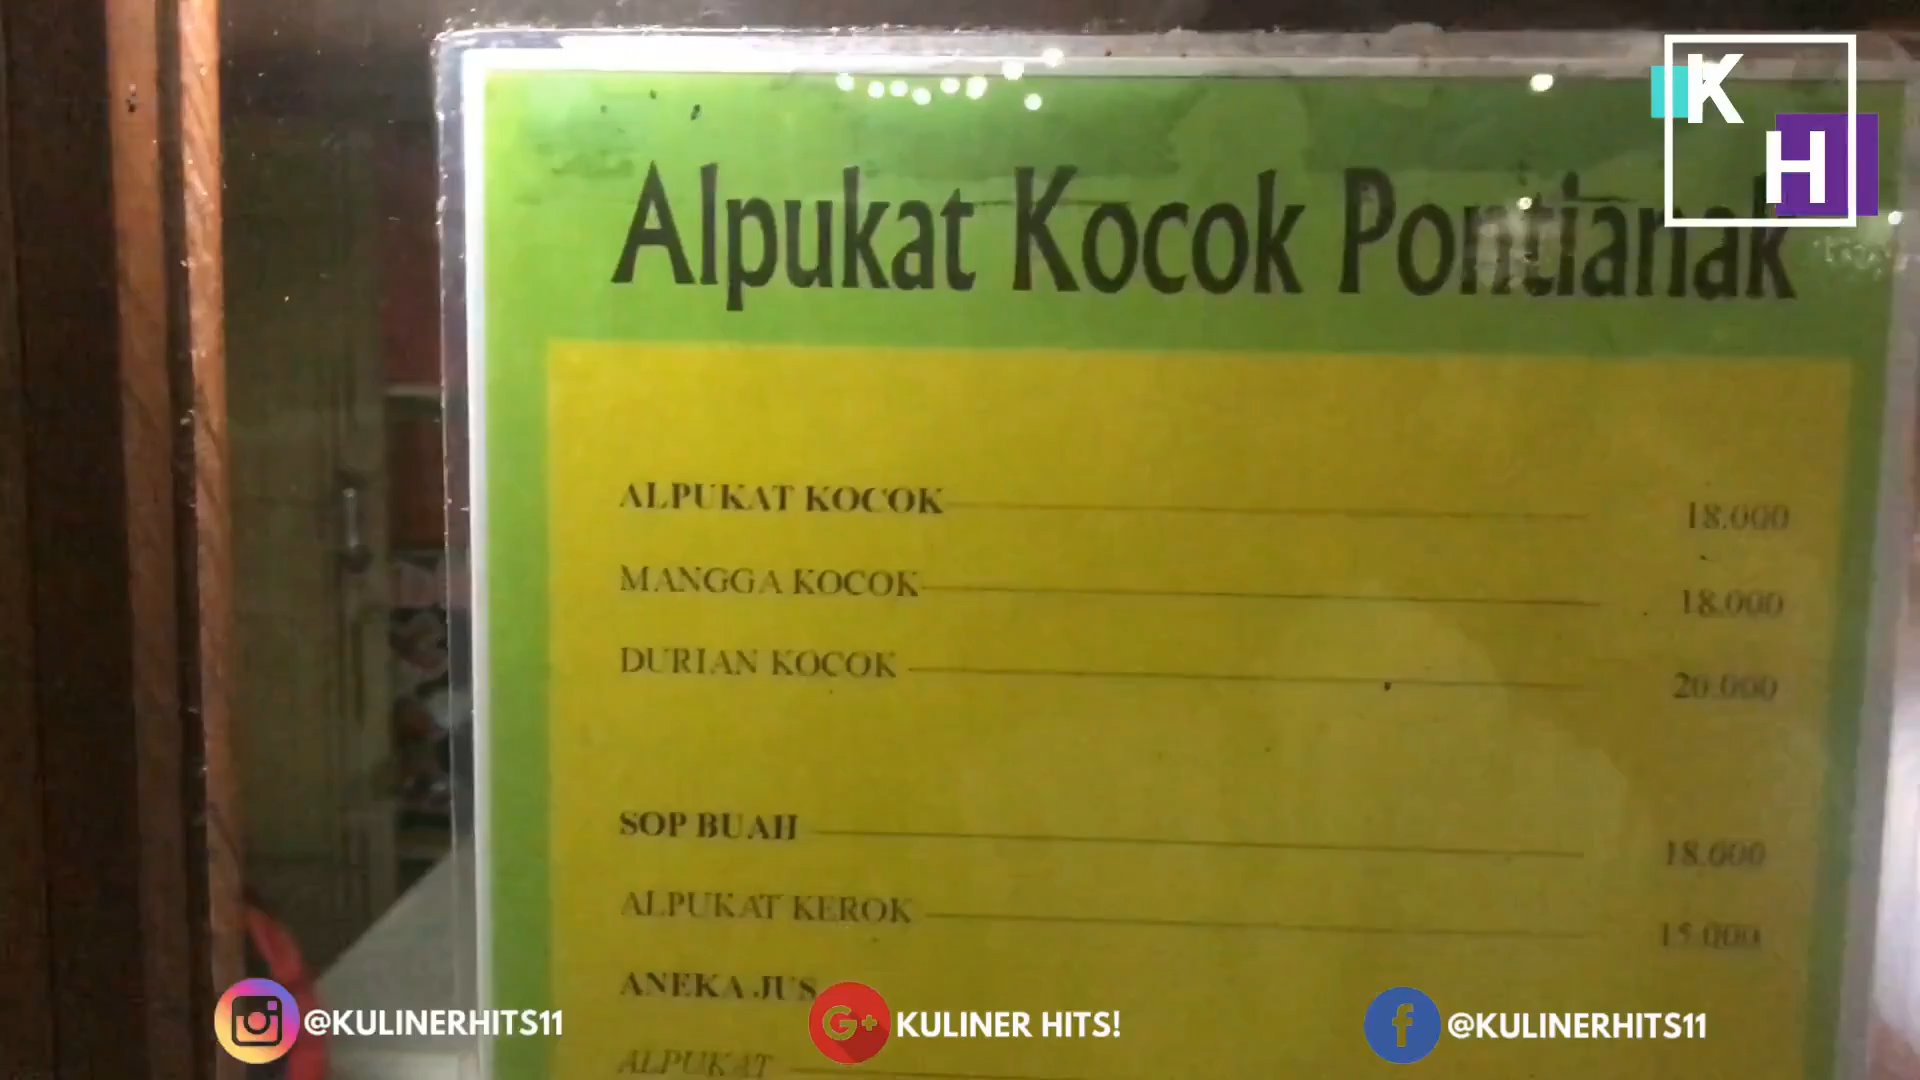 K
H
Alpukat Kocok Pontianak
ALPUKAT KOCOK 18.000
MANGGA KOCOK 18.000
DURIAN KOCOK 20.000
SOP BUAH 18.000
ALPUKAT KEROK 15.000
ANEKA JUS
ALPUKAT
@KULINERHITS11
G+ KULINER HITS!
f @KULINERHITS11